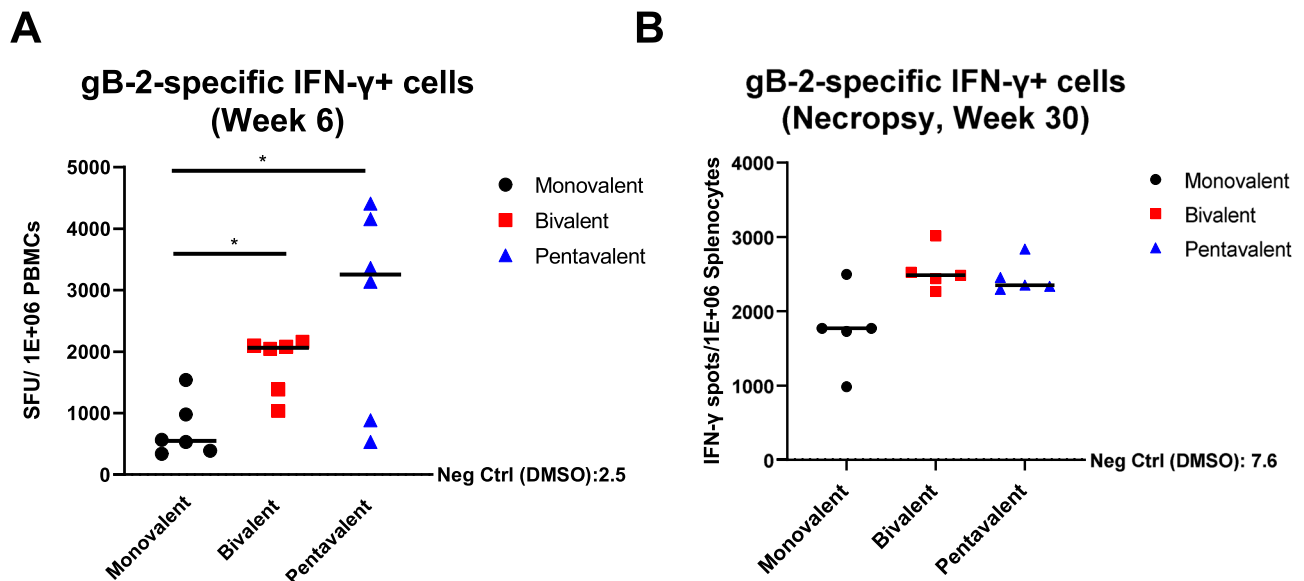 A
gB-2-specific IFN-γ+ cells
(Week 6)
SFU/ 1E+06 PBMCs
5000
4000
3000
2000
1000
0
*
*
Monovalent
Bivalent
Pentavalent
Neg Ctrl (DMSO):2.5
Monovalent
Bivalent
Pentavalent
B
gB-2-specific IFN-γ+ cells
(Necropsy, Week 30)
IFN-γ spots/1E+06 Splenocytes
4000
3000
2000
1000
0
Monovalent
Bivalent
Pentavalent
Neg Ctrl (DMSO): 7.6
Monovalent
Bivalent
Pentavalent